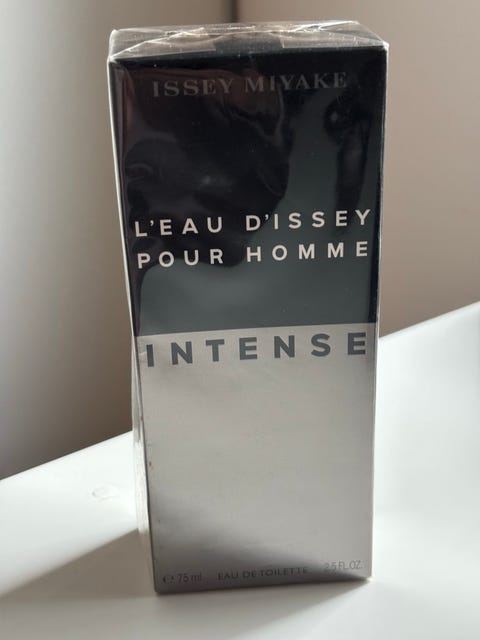 ISSEY MIYAKE
L'EAU D'ISSEY
POUR HOMME
INTENSE
℮ 75 ml EAU DE TOILETTE 2.5 FL.OZ.